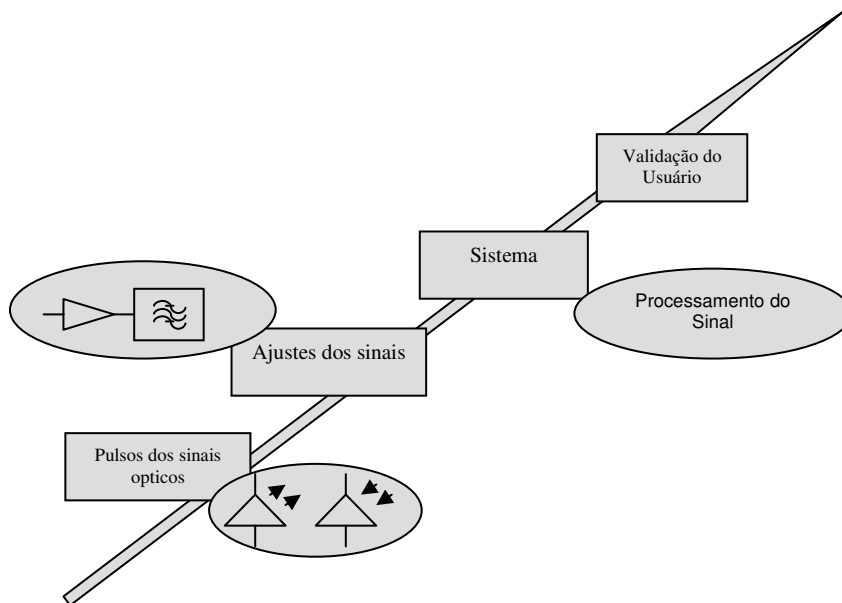 Validação do
Usuário
Sistema
Processamento do
Sinal
Ajustes dos sinais
Pulsos dos sinais
opticos